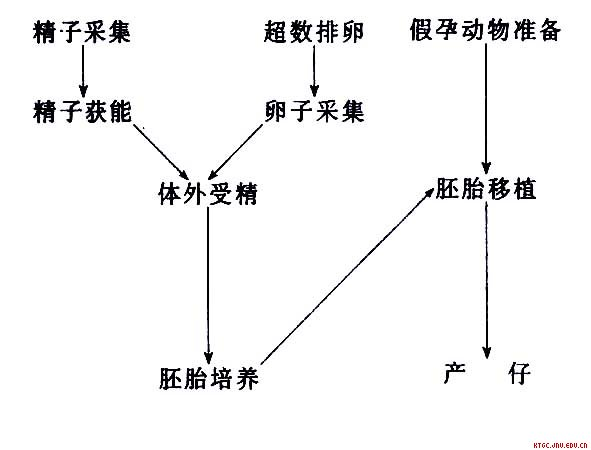 精子采集 超数排卵 假孕动物准备
精子获能 卵子采集
体外受精 胚胎移植
胚胎培养 产 仔
KTGC.JNU.EDU.CN